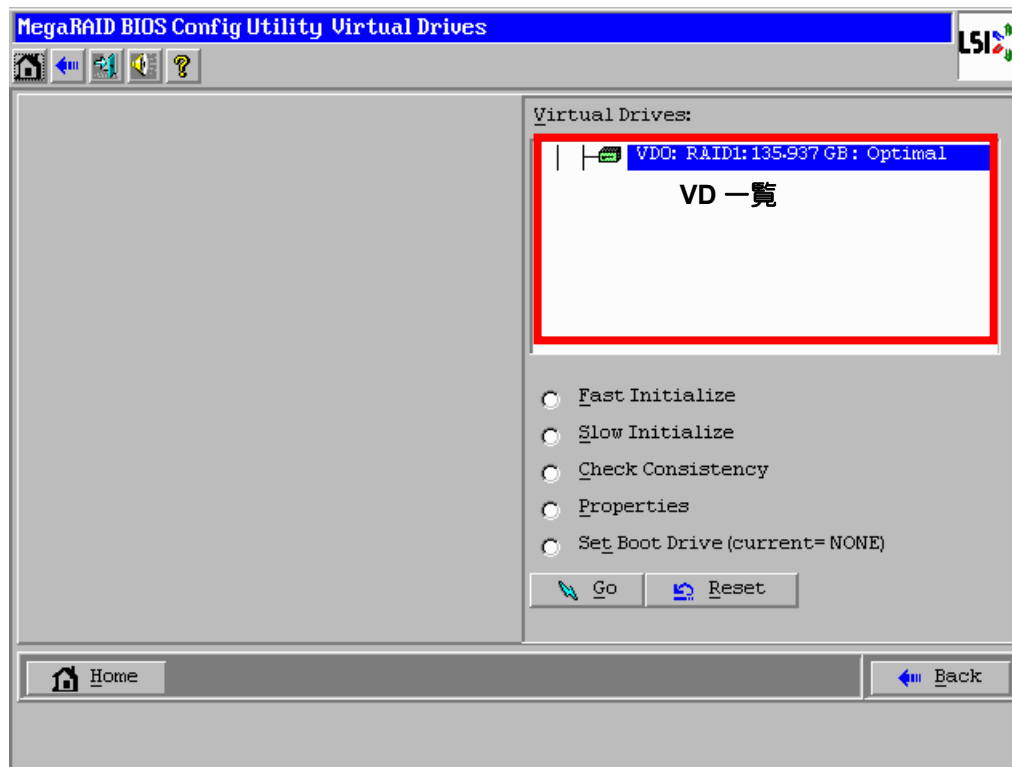 MegaRAID BIOS Config Utility Virtual Drives
LSI
Virtual Drives:
VD0: RAID1: 135.937 GB: Optimal
VD 一覧
Fast Initialize
Slow Initialize
Check Consistency
Properties
Set Boot Drive (current= NONE)
Go
Reset
Home
Back